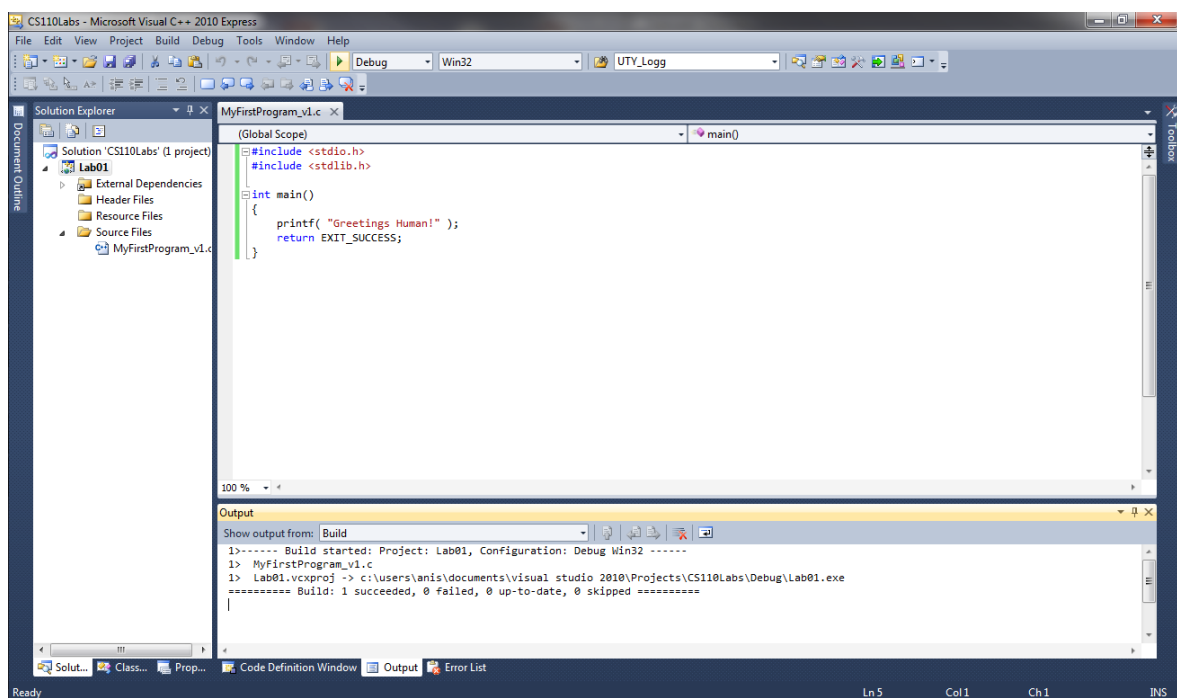 CS110Labs - Microsoft Visual C++ 2010 Express
File Edit View Project Build Debug Tools Window Help
Debug Win32 UTY_Logg
Document Outline
Solution Explorer
Solution 'CS110Labs' (1 project)
Lab01
External Dependencies
Header Files
Resource Files
Source Files
MyFirstProgram_v1.c
MyFirstProgram_v1.c
(Global Scope) main()
#include <stdio.h>
#include <stdlib.h>
int main()
{
printf( "Greetings Human!" );
return EXIT_SUCCESS;
}
100 %
Toolbox
Output
Show output from: Build
1>------ Build started: Project: Lab01, Configuration: Debug Win32 ------
1> MyFirstProgram_v1.c
1> Lab01.vcxproj -> c:\users\anis\documents\visual studio 2010\Projects\CS110Labs\Debug\Lab01.exe
========== Build: 1 succeeded, 0 failed, 0 up-to-date, 0 skipped ==========
Solut... Class... Prop... Code Definition Window Output Error List
Ready Ln 5 Col 1 Ch 1 INS